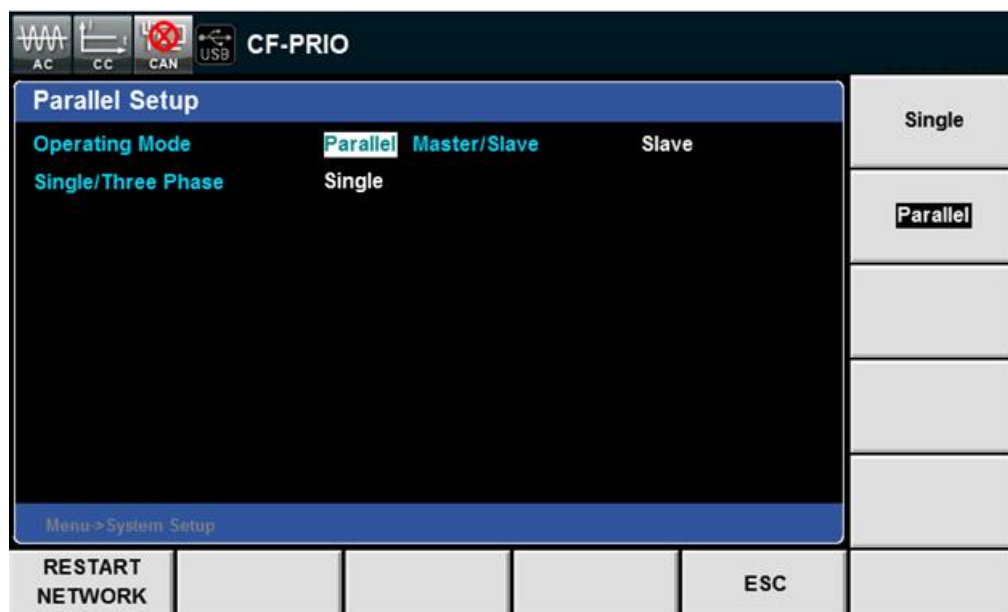 AC CC CAN USB CF-PRIO
Parallel Setup
Operating Mode Parallel Master/Slave Slave
Single/Three Phase Single
Menu->System Setup
Single
Parallel
RESTART
NETWORK
ESC